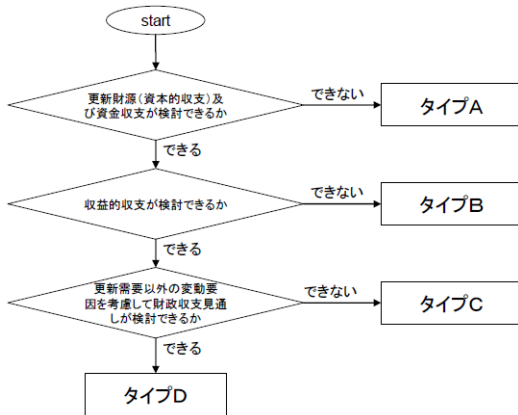 start
更新財源(資本的収支)及
び資金収支が検討できるか
できない
タイプA
できる
収益的収支が検討できるか
できない
タイプB
できる
更新需要以外の変動要
因を考慮して財政収支見通
しが検討できるか
できない
タイプC
できる
タイプD